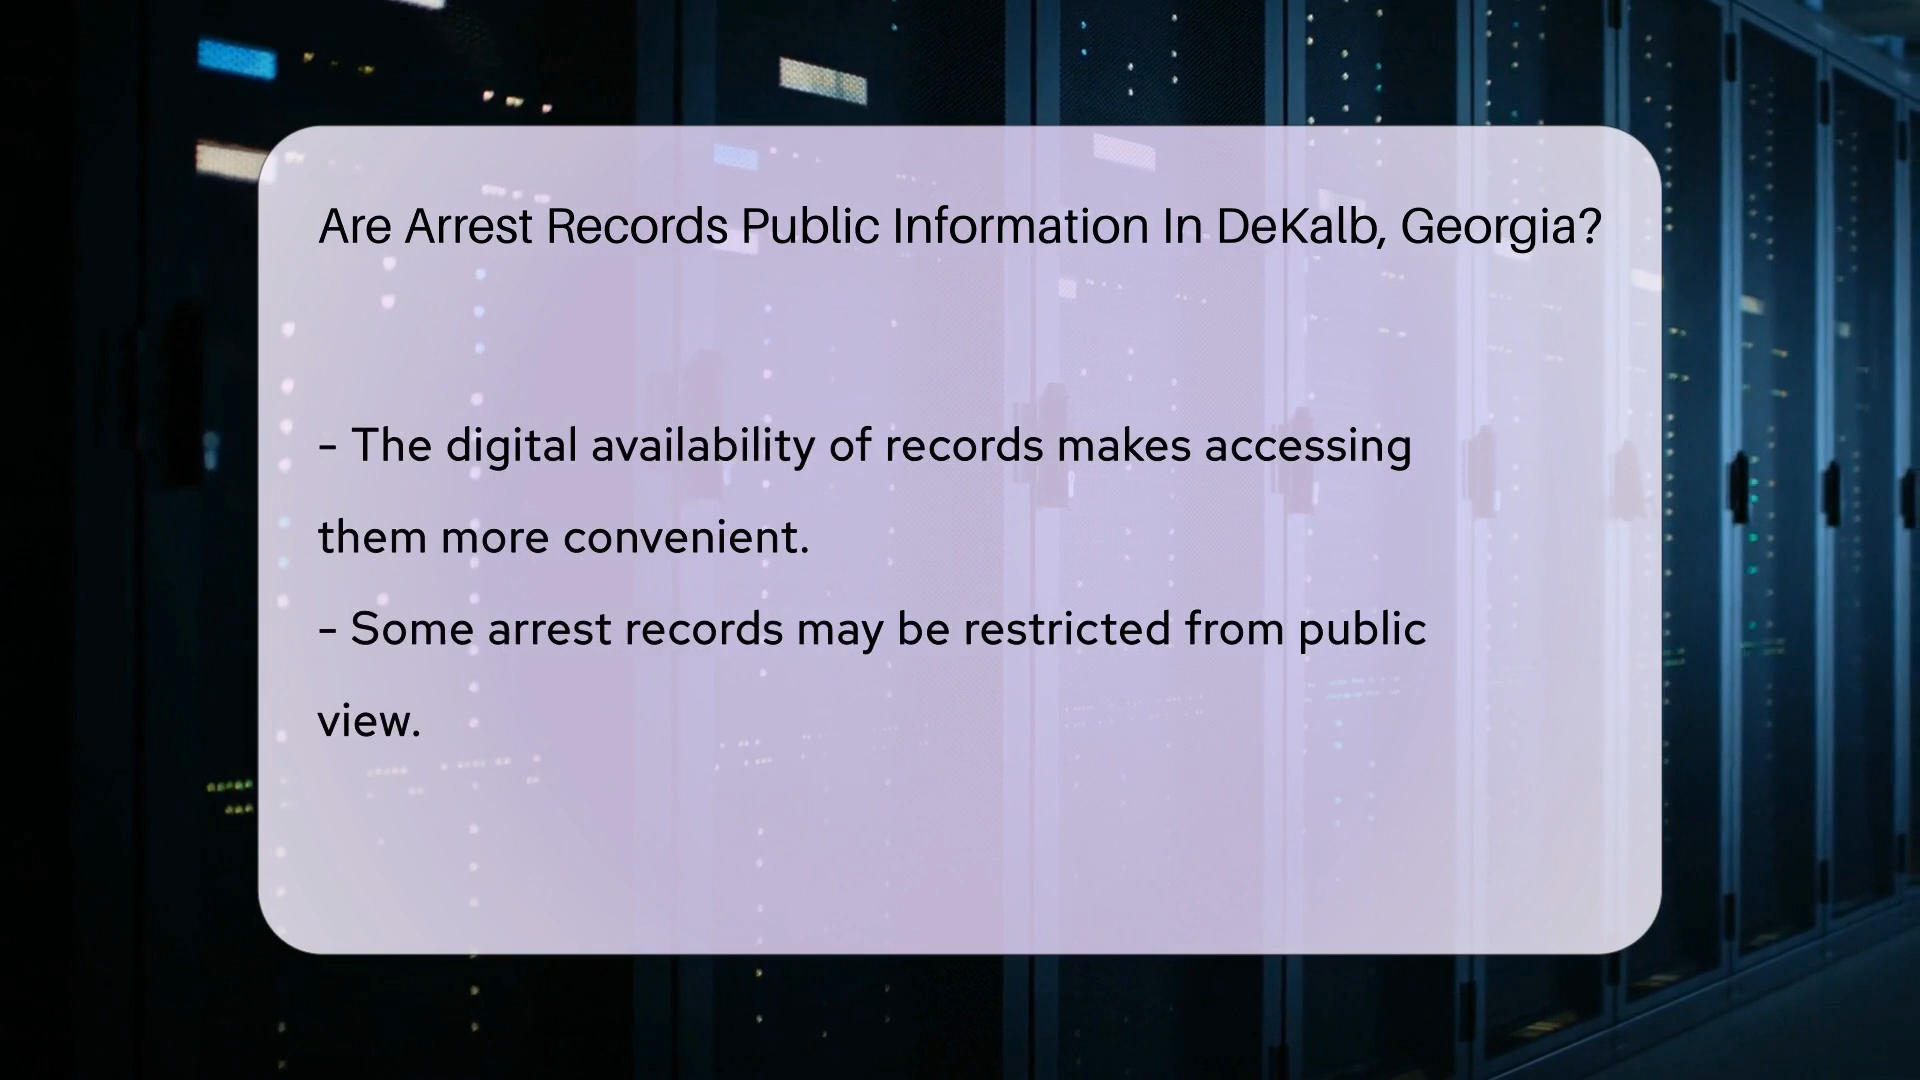 Are Arrest Records Public Information In DeKalb, Georgia?
- The digital availability of records makes accessing
them more convenient.
- Some arrest records may be restricted from public
view.